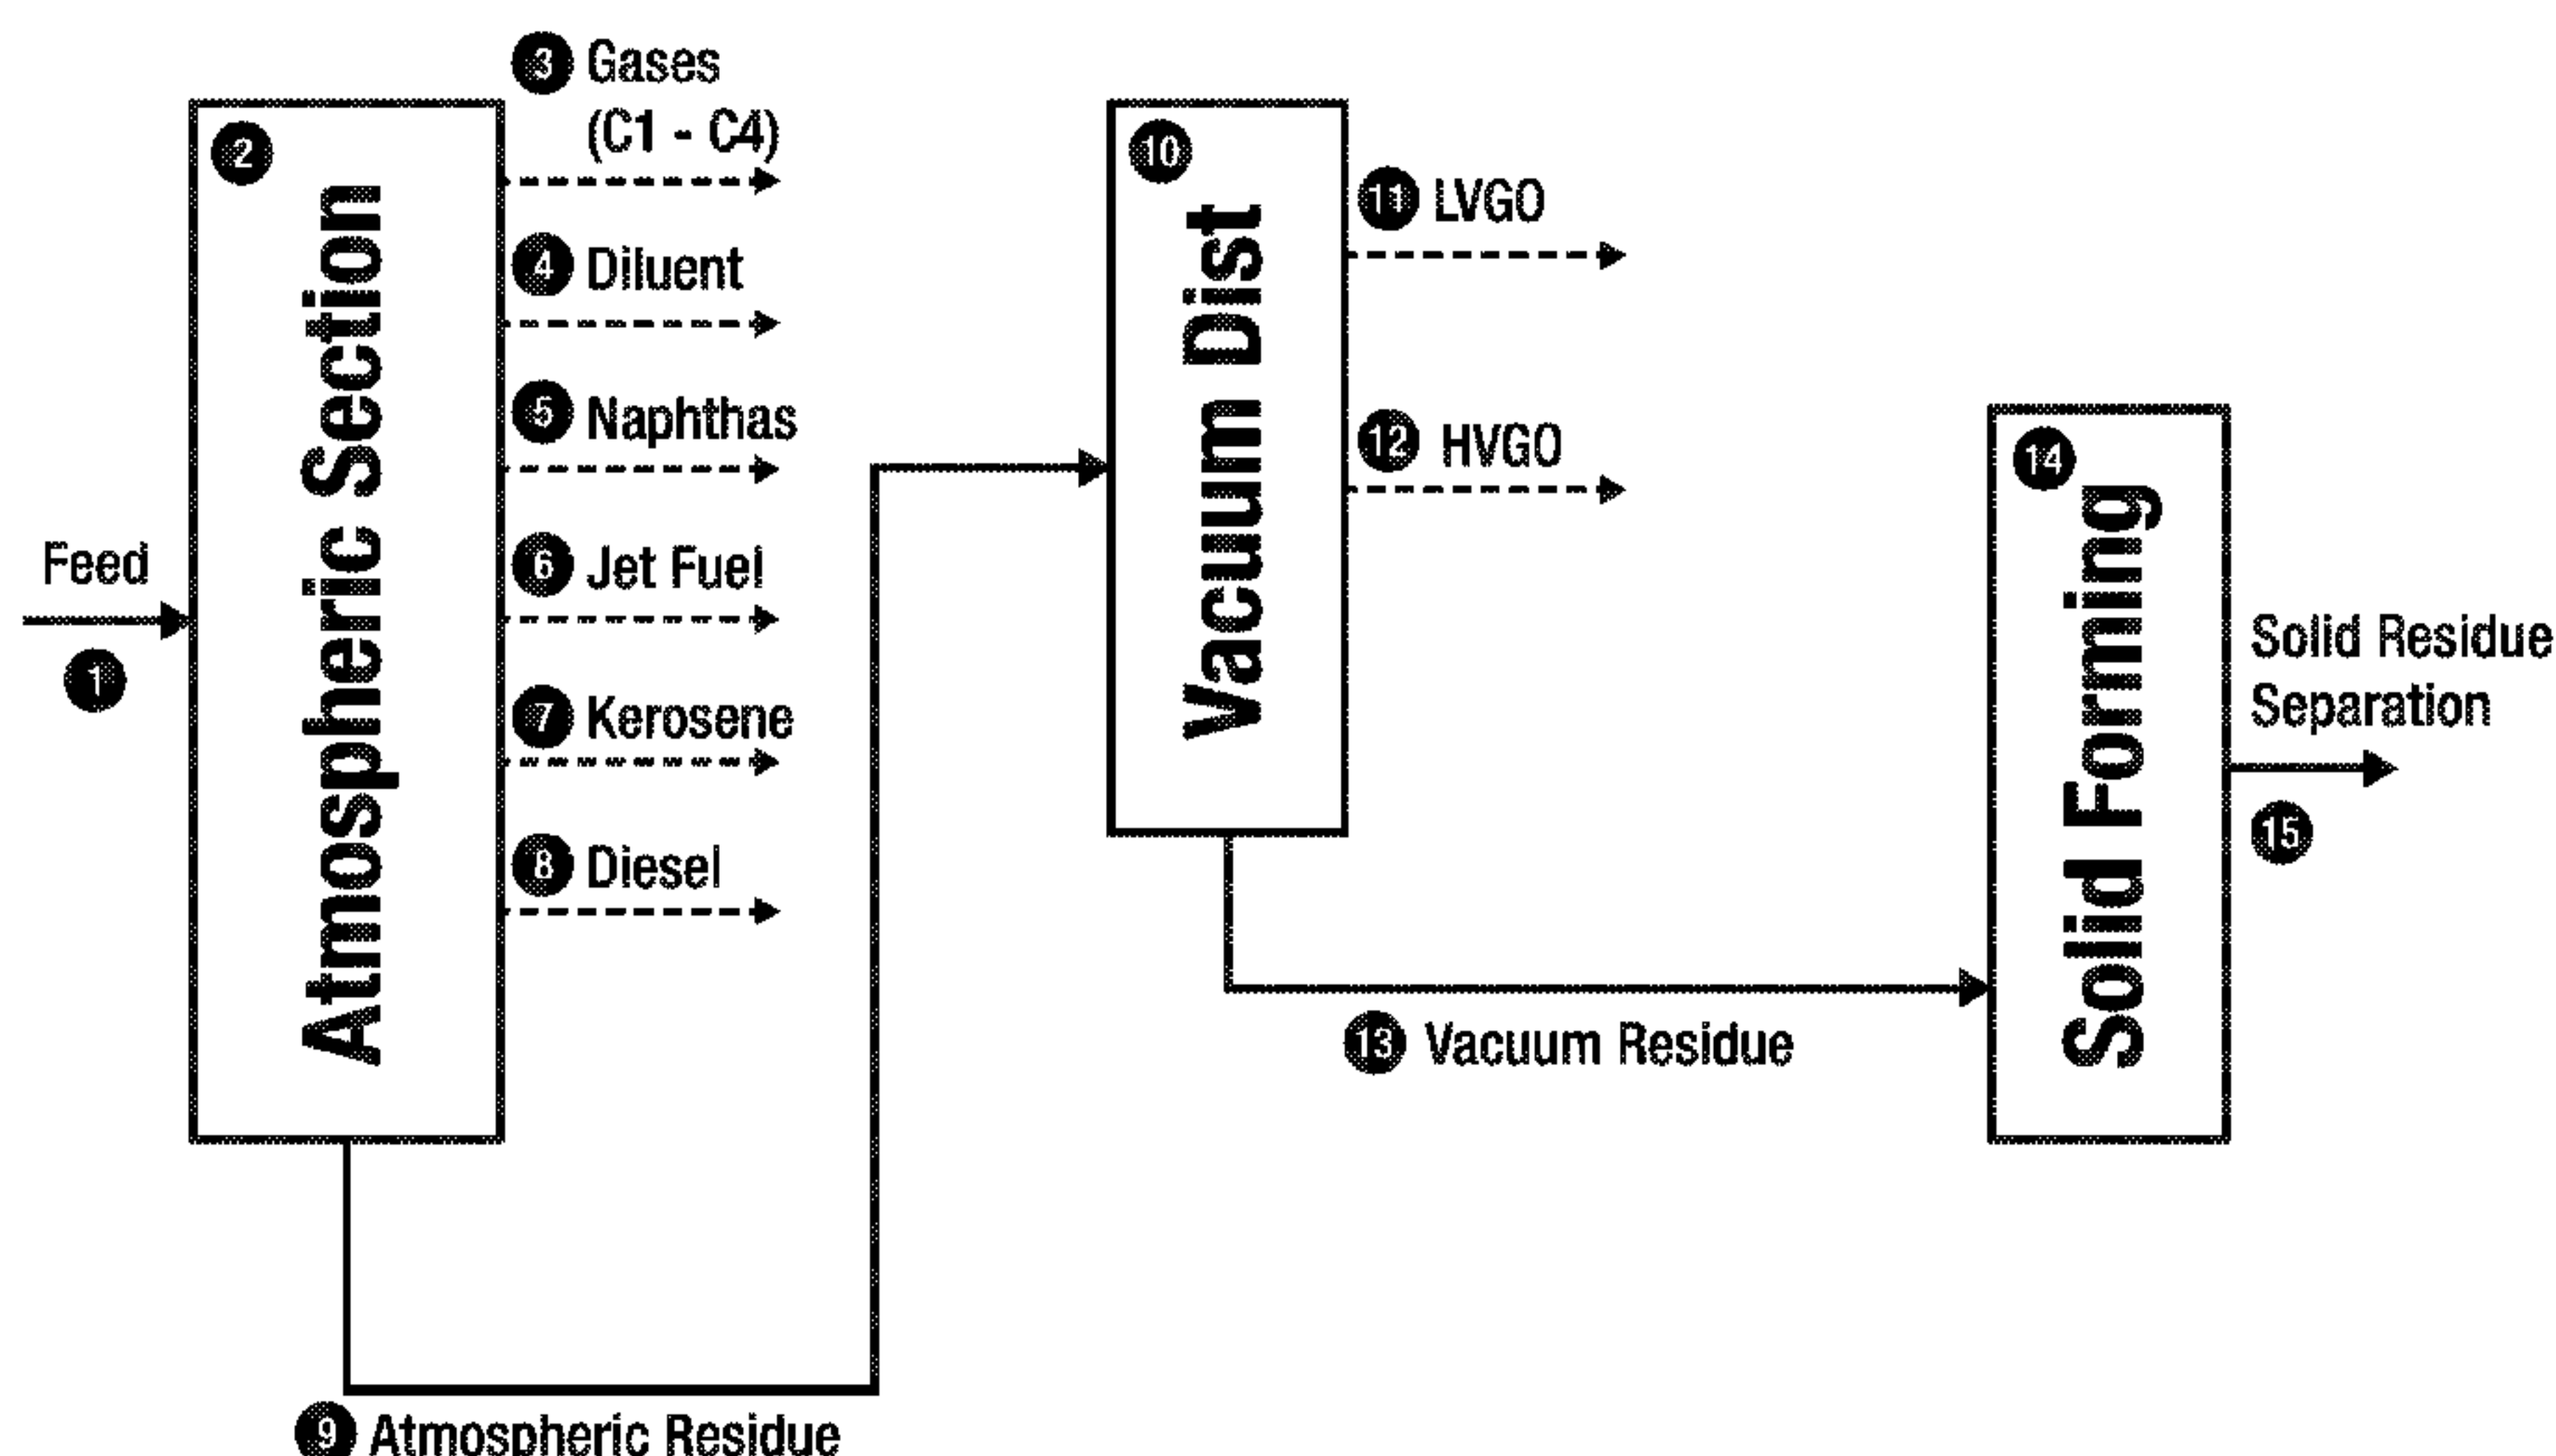 Feed
1
2
Atmospheric Section
3 Gases
(C1 - C4)
4 Diluent
5 Naphthas
6 Jet Fuel
7 Kerosene
8 Diesel
9 Atmospheric Residue
10
Vacuum Dist
11 LVGO
12 HVGO
13 Vacuum Residue
14
Solid Forming
Solid Residue
Separation
15